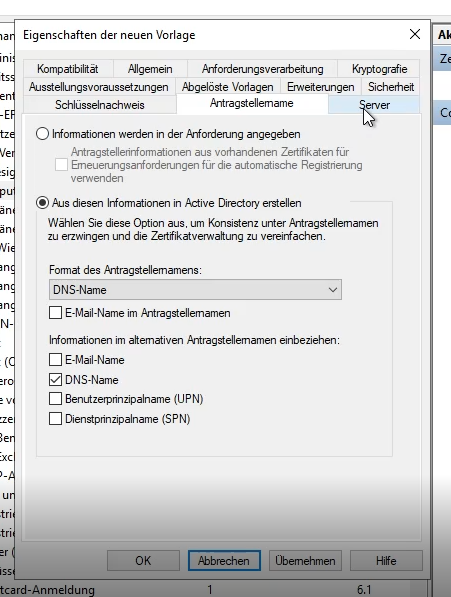 Eigenschaften der neuen Vorlage
Ak
Kompatibilität Allgemein Anforderungsverarbeitung Kryptografie
Ausstellungsvoraussetzungen Abgelöste Vorlagen Erweiterungen Sicherheit
Schlüsselnachweis Antragstellername Server
Informationen werden in der Anforderung angegeben
Antragstellerinformationen aus vorhandenen Zertifikaten für
Erneuerungsanforderungen für die automatische Registrierung
verwenden
Aus diesen Informationen in Active Directory erstellen
Wählen Sie diese Option aus, um Konsistenz unter Antragstellernamen
zu erzwingen und die Zertifikatverwaltung zu vereinfachen.
Format des Antragstellernamens:
DNS-Name
E-Mail-Name im Antragstellernamen
Informationen im alternativen Antragstellernamen einbeziehen:
E-Mail-Name
DNS-Name
Benutzerprinzipalname (UPN)
Dienstprinzipalname (SPN)
OK Abbrechen Übernehmen Hilfe
tcard-Anmeldung 1 6.1